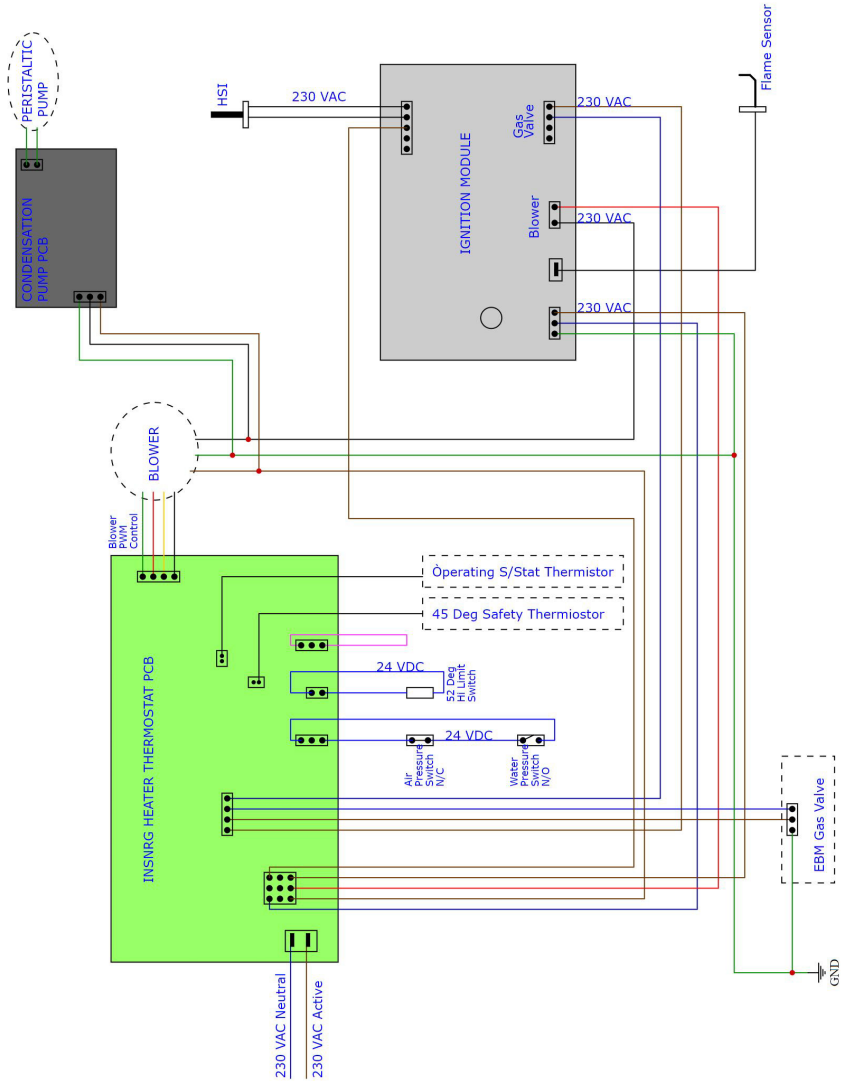 PERISTALTIC
PUMP
CONDENSATION
PUMP PCB
HSI
230 VAC
IGNITION MODULE
Gas
Valve
230 VAC
Blower
230 VAC
230 VAC
Flame Sensor
BLOWER
Blower
PWM
Control
INSNRG HEATER THERMOSTAT PCB
Òperating S/Stat Thermistor
45 Deg Safety Thermiostor
24 VDC
52 Deg
Hi Limit
Switch
24 VDC
Air
Pressure
Switch
N/C
Water
Pressure
Switch
N/O
EBM Gas Valve
GND
230 VAC Neutral
230 VAC Active